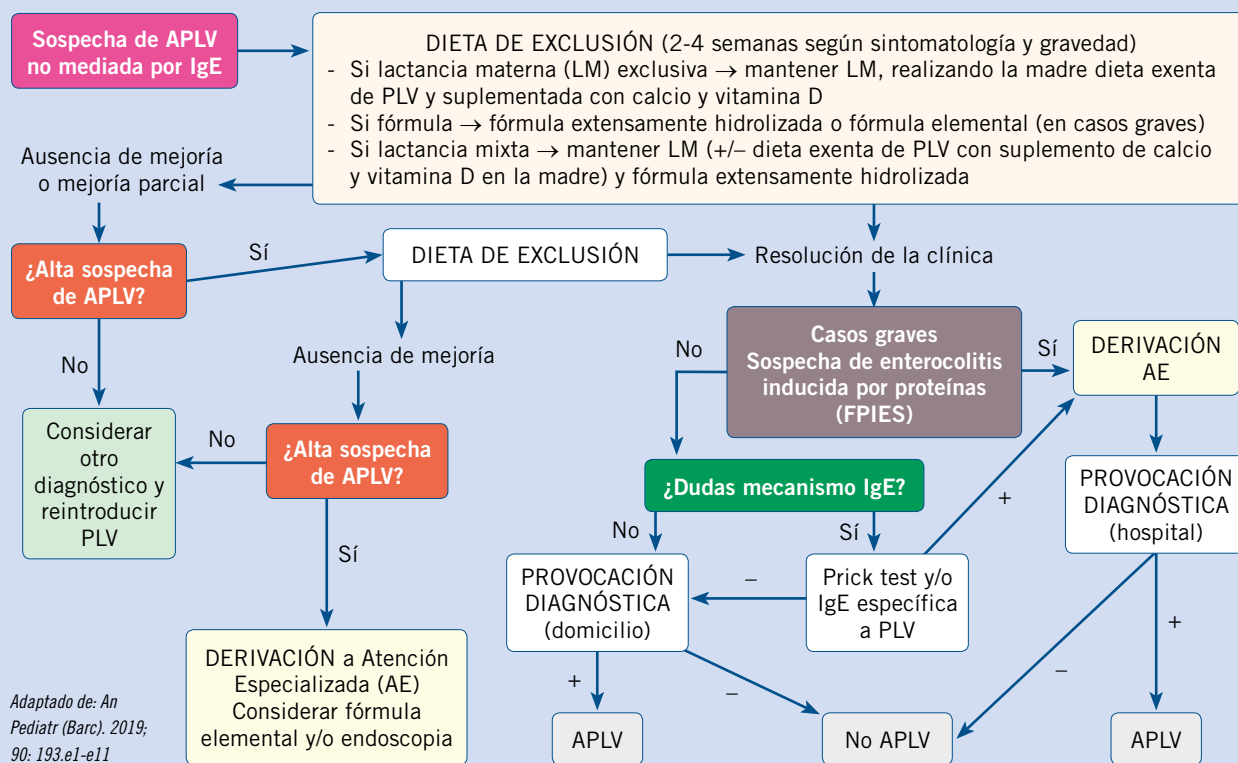 Sospecha de APLV
no mediada por IgE
DIETA DE EXCLUSIÓN (2-4 semanas según sintomatología y gravedad)
- Si lactancia materna (LM) exclusiva → mantener LM, realizando la madre dieta exenta
de PLV y suplementada con calcio y vitamina D
- Si fórmula → fórmula extensamente hidrolizada o fórmula elemental (en casos graves)
- Si lactancia mixta → mantener LM (+/– dieta exenta de PLV con suplemento de calcio
y vitamina D en la madre) y fórmula extensamente hidrolizada
Ausencia de mejoría
o mejoría parcial
¿Alta sospecha
de APLV?
Sí
DIETA DE EXCLUSIÓN
Resolución de la clínica
No
Ausencia de mejoría
Casos graves
Sospecha de enterocolitis
inducida por proteínas
(FPIES)
No
Sí
DERIVACIÓN
AE
Considerar
otro
diagnóstico y
reintroducir
PLV
No
¿Alta sospecha
de APLV?
¿Dudas mecanismo IgE?
+
PROVOCACIÓN
DIAGNÓSTICA
(hospital)
Sí
No
Sí
PROVOCACIÓN
DIAGNÓSTICA
(domicilio)
–
Prick test y/o
IgE específica
a PLV
DERIVACIÓN a Atención
Especializada (AE)
Considerar fórmula
elemental y/o endoscopia
+
–
–
+
APLV
No APLV
APLV
Adaptado de: An
Pediatr (Barc). 2019;
90: 193.e1-e11